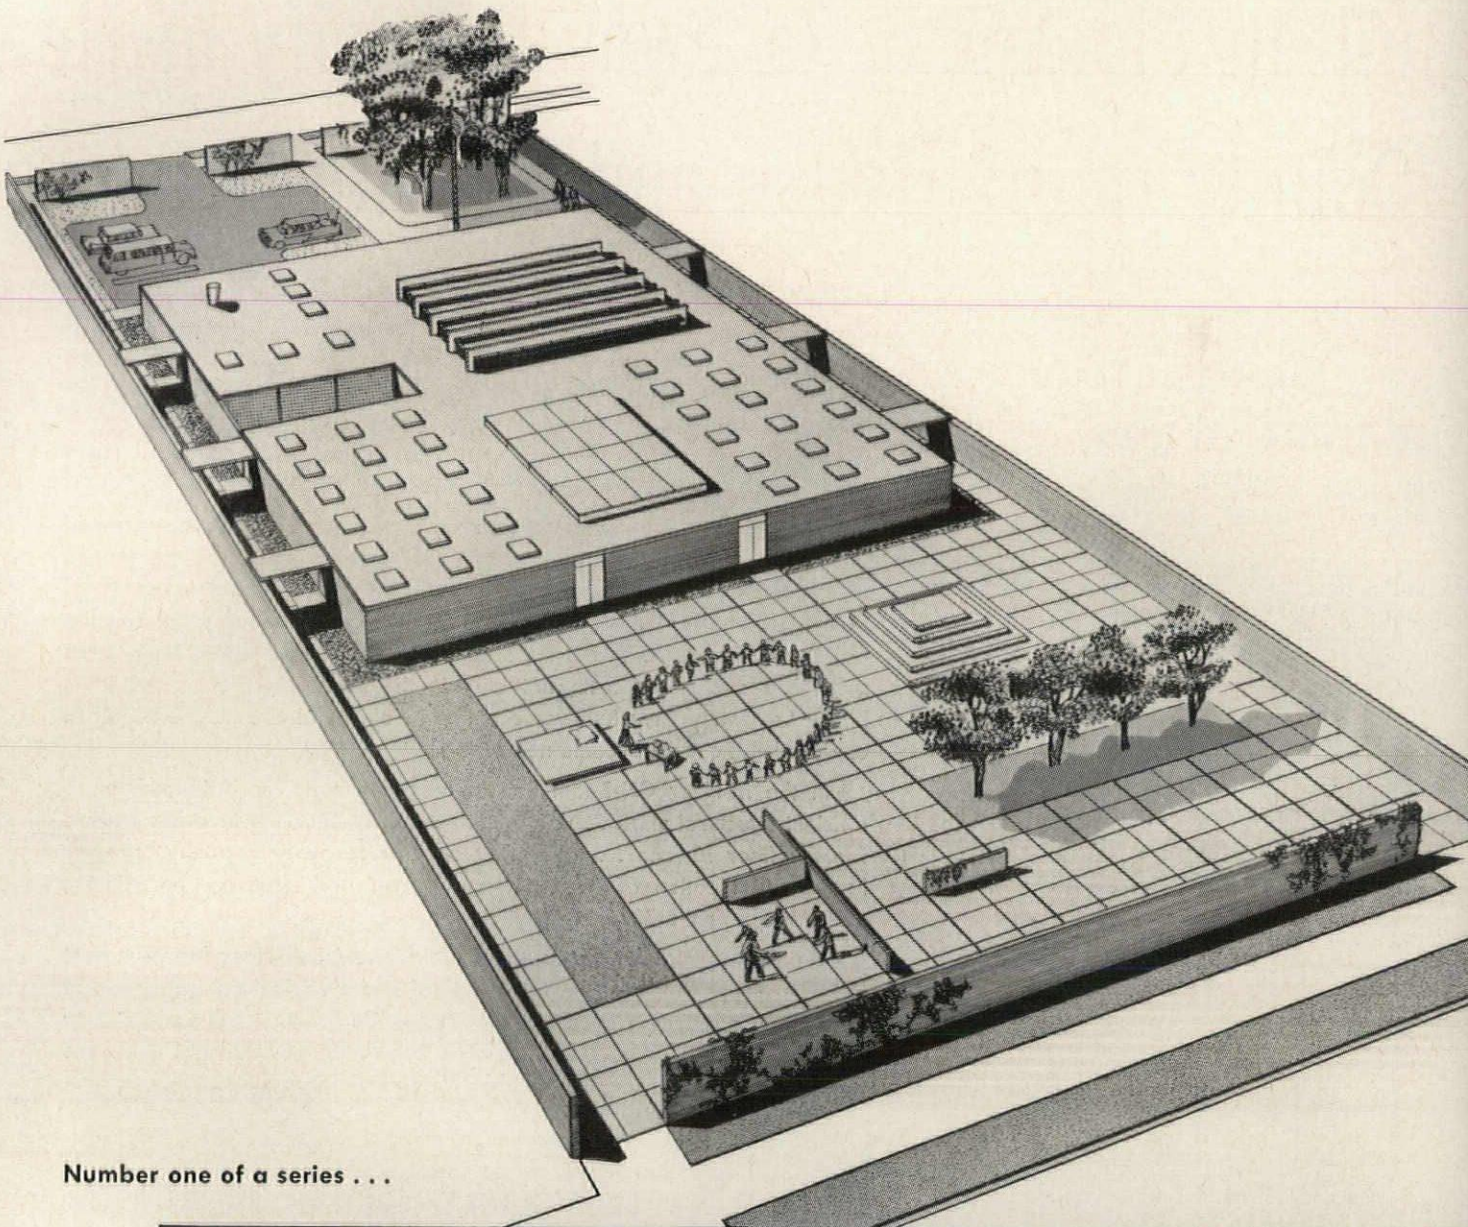 Number one of a series . . .